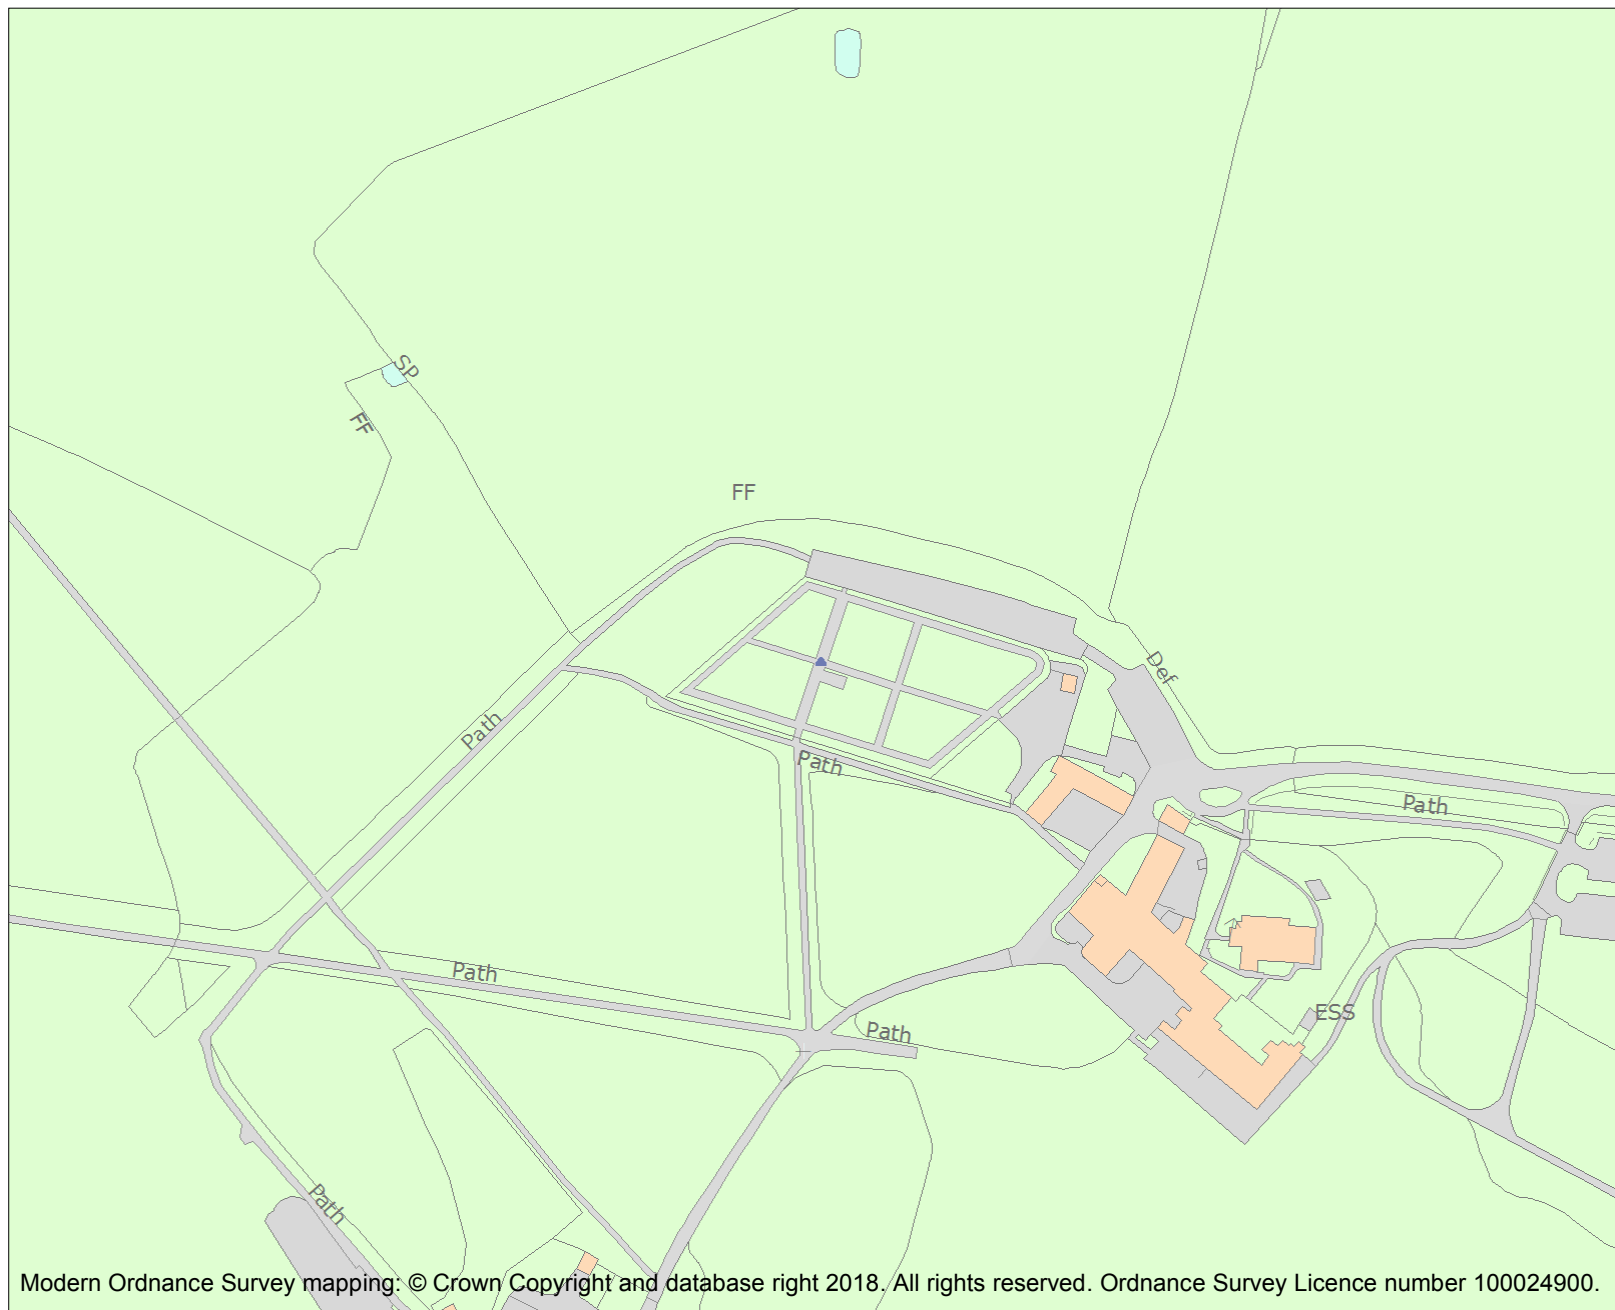 SP
FF
FF
Def
Path
Path
Path
Path
ESS
Path
Path
Modern Ordnance Survey mapping: © Crown Copyright and database right 2018. All rights reserved. Ordnance Survey Licence number 100024900.